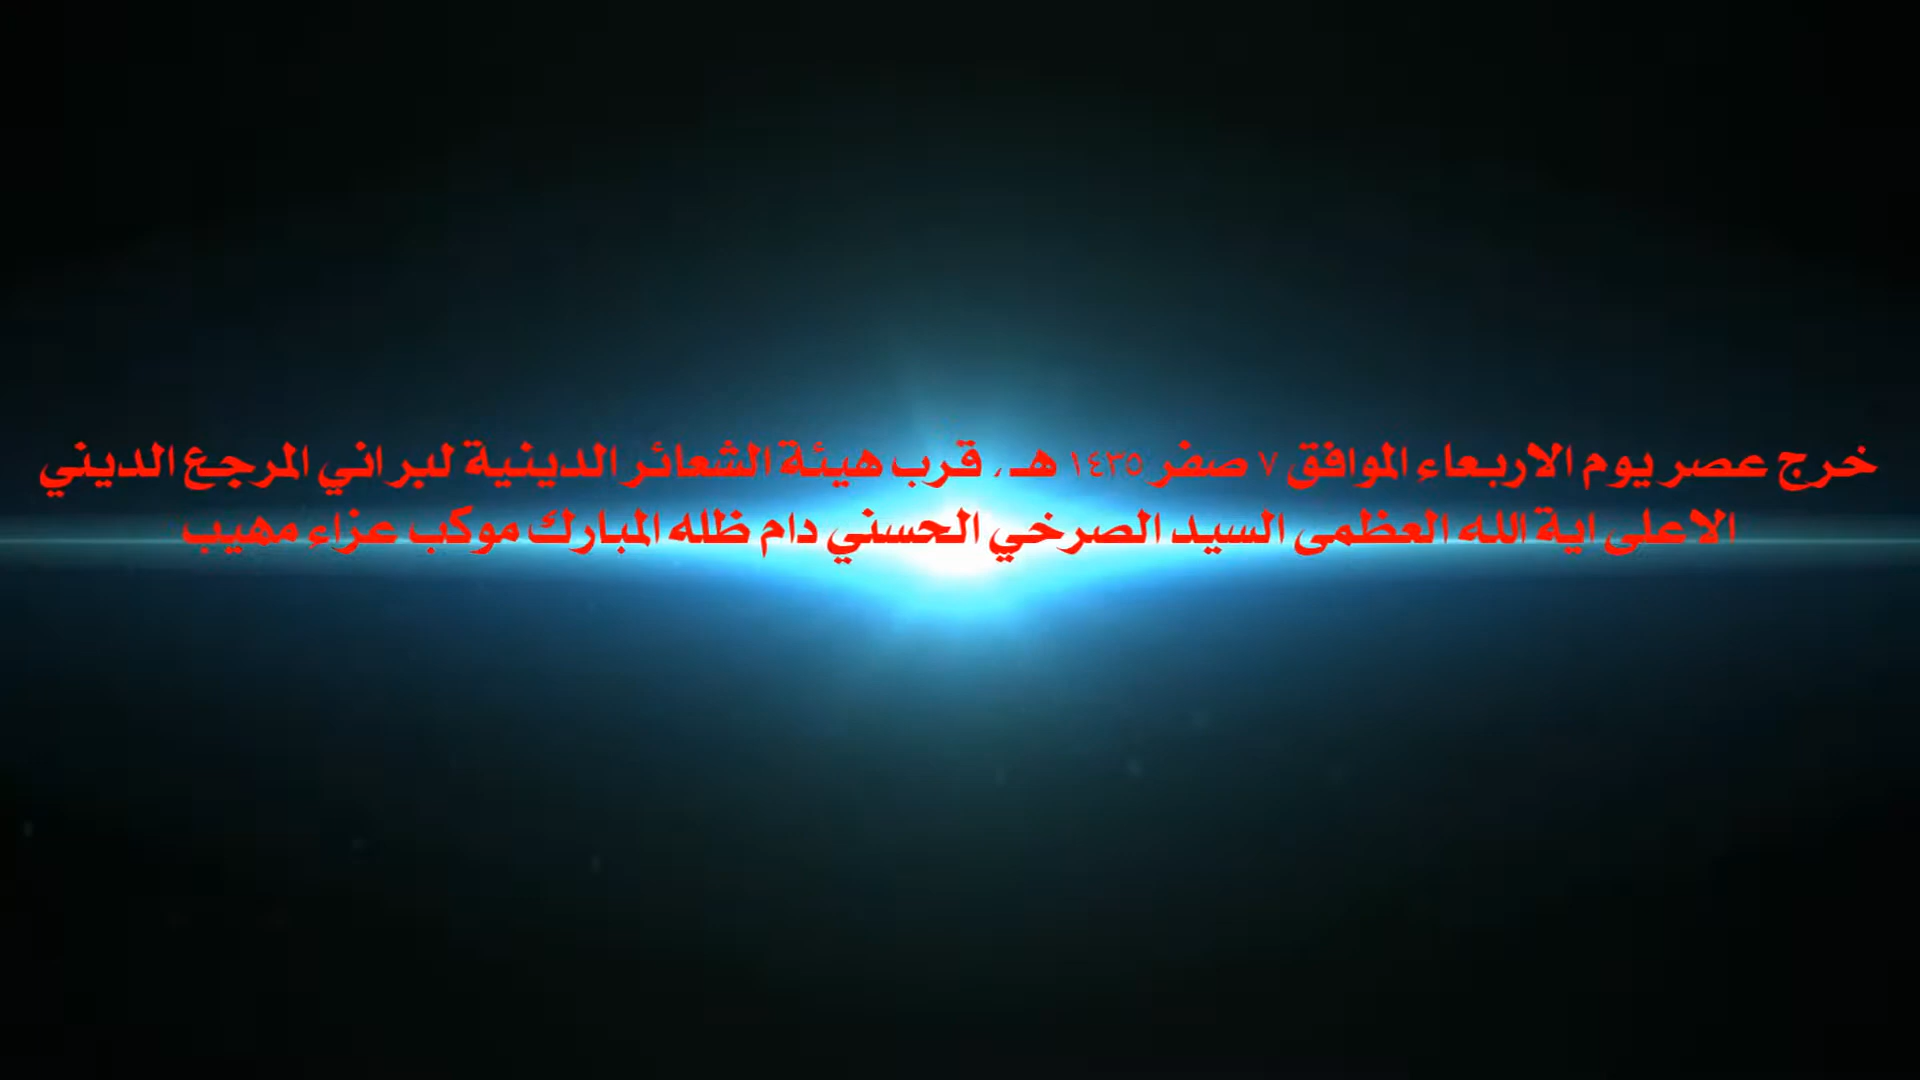 خرج عصر يوم الاربعاء الموافق ٧ صفر ١٤٣٥ هـ ، قرب هيئة الشعائر الدينية لبراني المرجع الديني
الاعلى اية الله العظمى السيد الصرخي الحسني دام ظله المبارك موكب عزاء مهيب